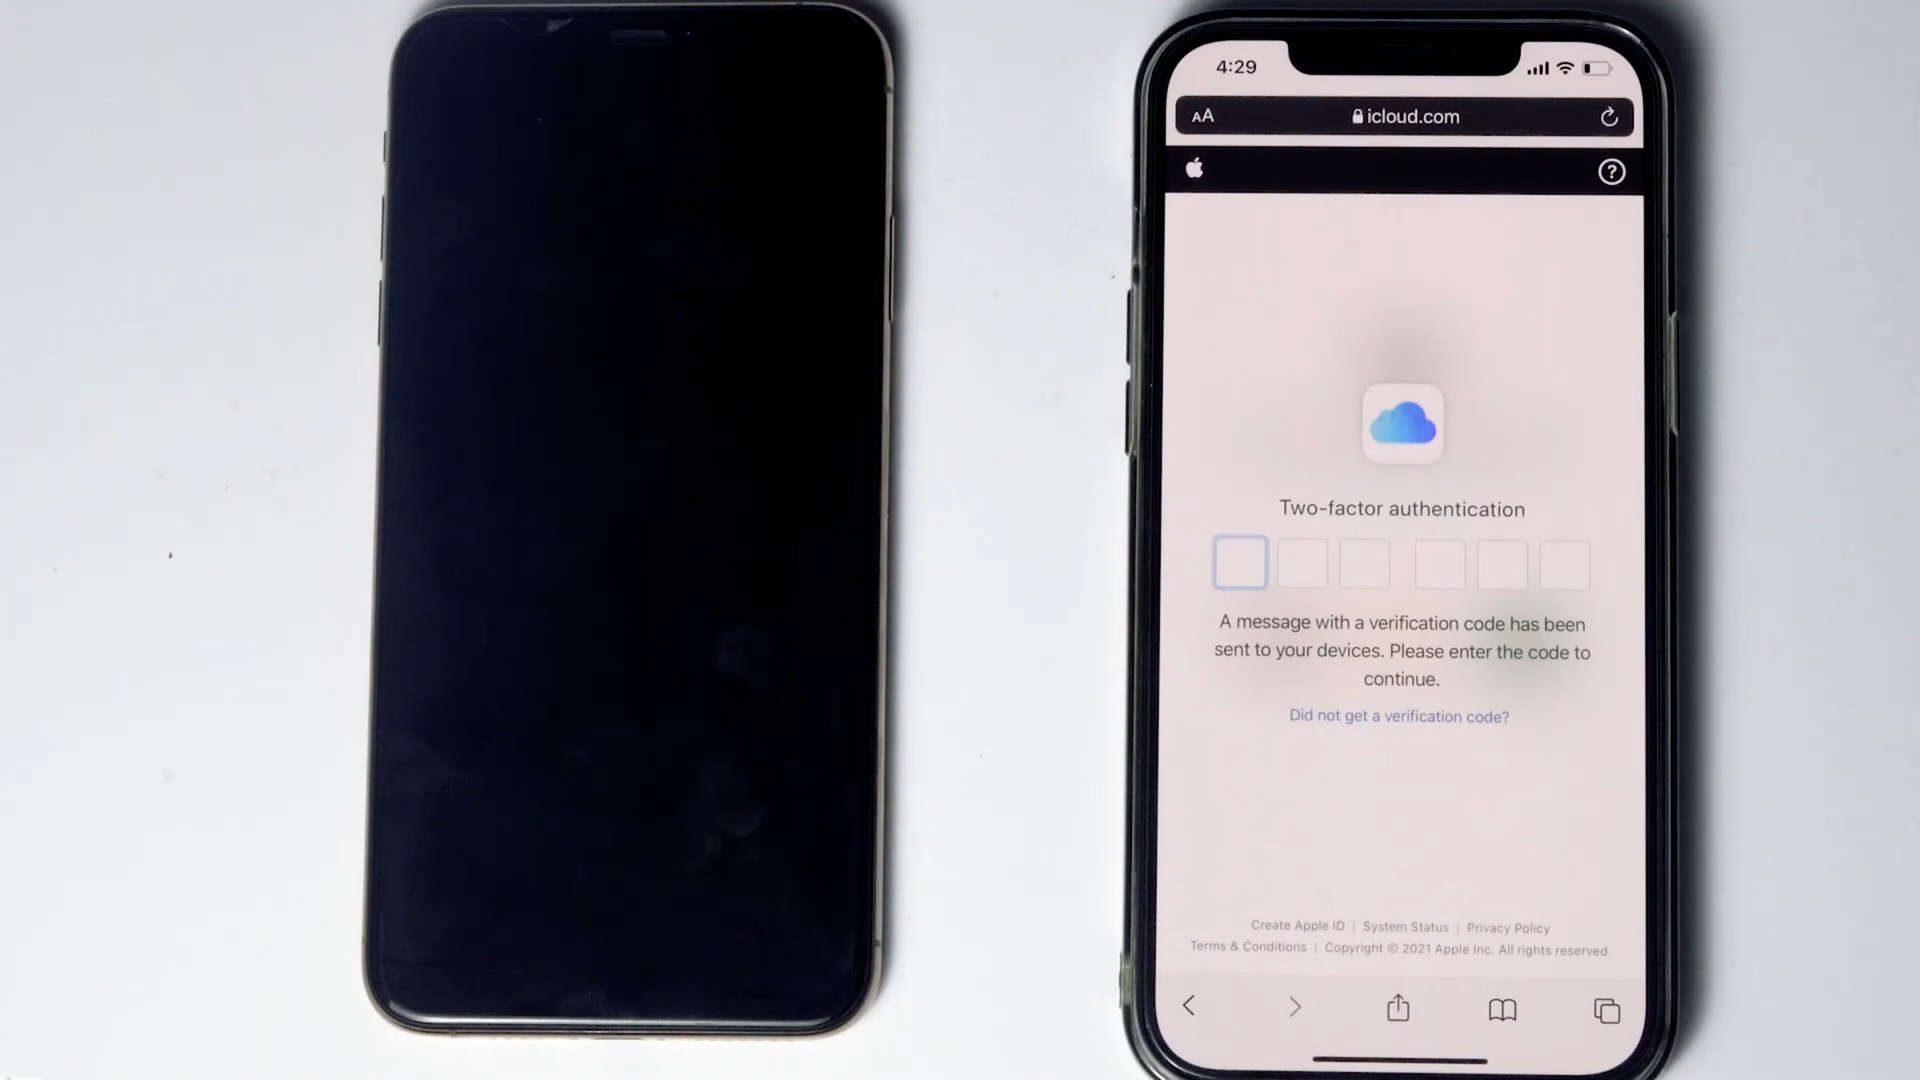 4:29
AA icloud.com
?
Two-factor authentication
A message with a verification code has been
sent to your devices. Please enter the code to
continue.
Did not get a verification code?
Create Apple ID | System Status | Privacy Policy
Terms & Conditions | Copyright © 2021 Apple Inc. All rights reserved.